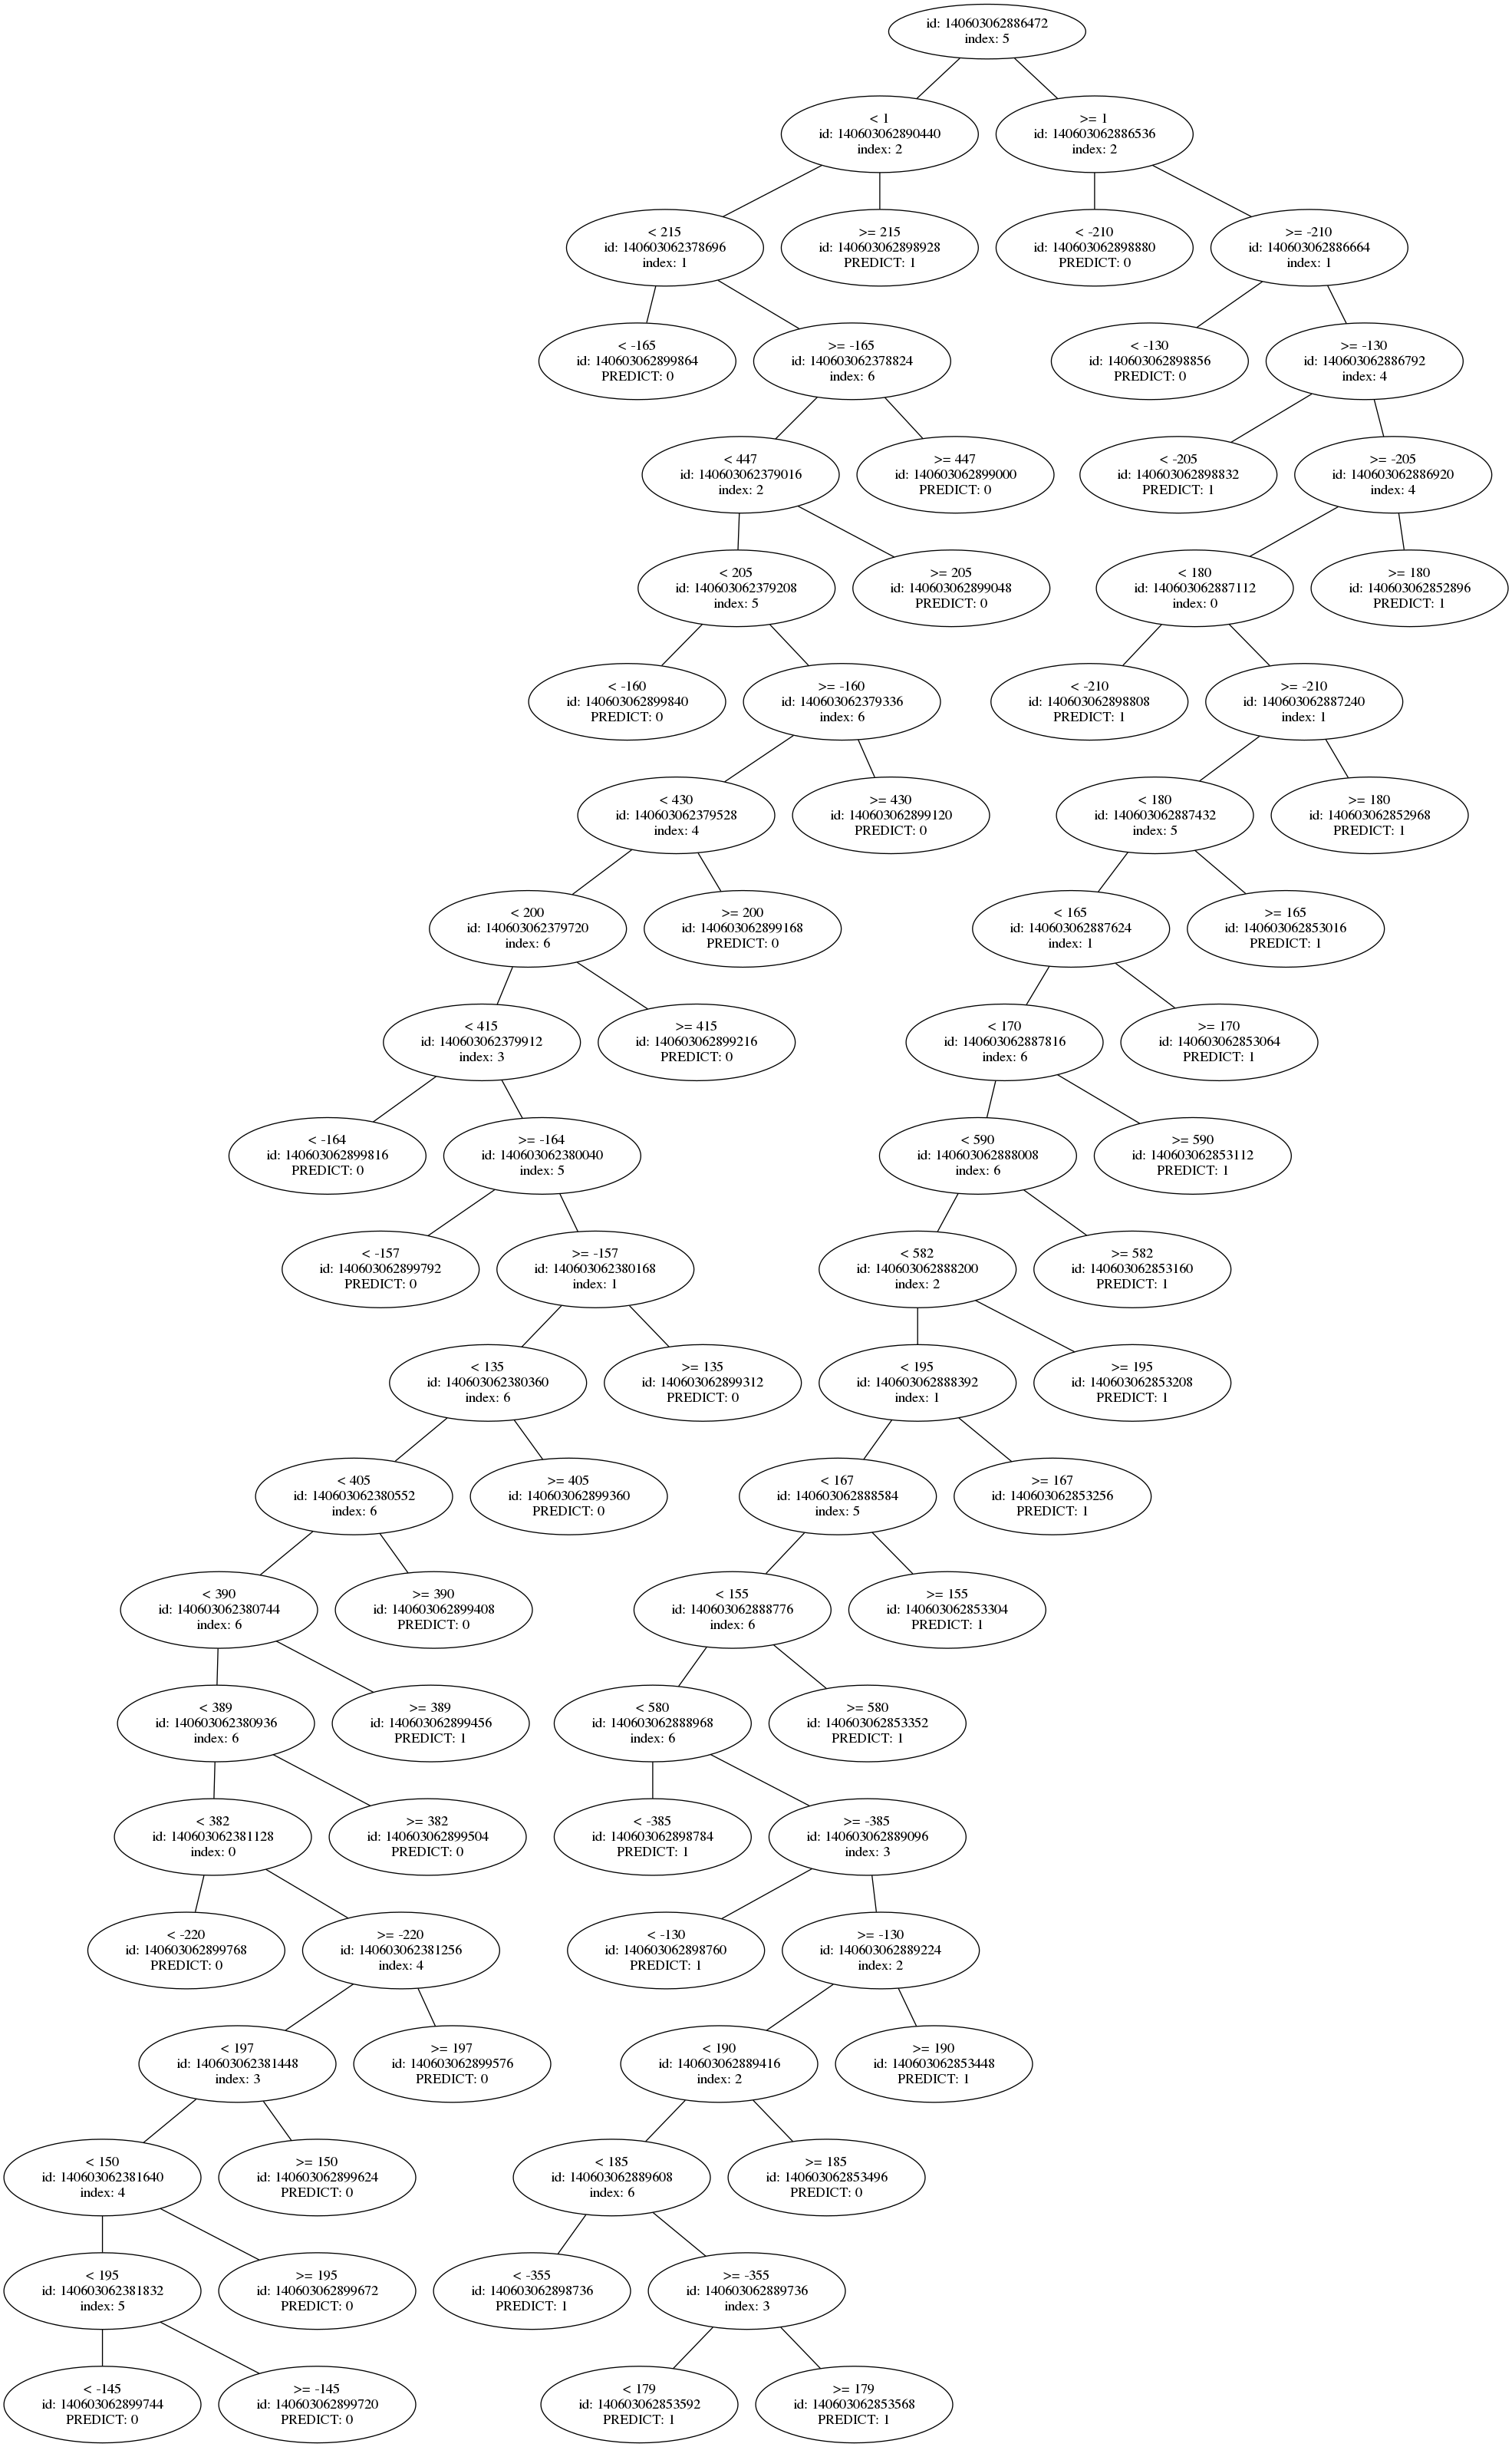 id: 140603062886472
index: 5
< 1
id: 140603062890440
index: 2
>= 1
id: 140603062886536
index: 2
< 215
id: 140603062378696
index: 1
>= 215
id: 140603062898928
PREDICT: 1
< -210
id: 140603062898880
PREDICT: 0
>= -210
id: 140603062886664
index: 1
< -165
id: 140603062899864
PREDICT: 0
>= -165
id: 140603062378824
index: 6
< -130
id: 140603062898856
PREDICT: 0
>= -130
id: 140603062886792
index: 4
< 447
id: 140603062379016
index: 2
>= 447
id: 140603062899000
PREDICT: 0
< -205
id: 140603062898832
PREDICT: 1
>= -205
id: 140603062886920
index: 4
< 205
id: 140603062379208
index: 5
>= 205
id: 140603062899048
PREDICT: 0
< 180
id: 140603062887112
index: 0
>= 180
id: 140603062852896
PREDICT: 1
< -160
id: 140603062899840
PREDICT: 0
>= -160
id: 140603062379336
index: 6
< -210
id: 140603062898808
PREDICT: 1
>= -210
id: 140603062887240
index: 1
< 430
id: 140603062379528
index: 4
>= 430
id: 140603062899120
PREDICT: 0
< 180
id: 140603062887432
index: 5
>= 180
id: 140603062852968
PREDICT: 1
< 200
id: 140603062379720
index: 6
>= 200
id: 140603062899168
PREDICT: 0
< 165
id: 140603062887624
index: 1
>= 165
id: 140603062853016
PREDICT: 1
< 415
id: 140603062379912
index: 3
>= 415
id: 140603062899216
PREDICT: 0
< 170
id: 140603062887816
index: 6
>= 170
id: 140603062853064
PREDICT: 1
< -164
id: 140603062899816
PREDICT: 0
>= -164
id: 140603062380040
index: 5
< 590
id: 140603062888008
index: 6
>= 590
id: 140603062853112
PREDICT: 1
< -157
id: 140603062899792
PREDICT: 0
>= -157
id: 140603062380168
index: 1
< 582
id: 140603062888200
index: 2
>= 582
id: 140603062853160
PREDICT: 1
< 135
id: 140603062380360
index: 6
>= 135
id: 140603062899312
PREDICT: 0
< 195
id: 140603062888392
index: 1
>= 195
id: 140603062853208
PREDICT: 1
< 405
id: 140603062380552
index: 6
>= 405
id: 140603062899360
PREDICT: 0
< 167
id: 140603062888584
index: 5
>= 167
id: 140603062853256
PREDICT: 1
< 390
id: 140603062380744
index: 6
>= 390
id: 140603062899408
PREDICT: 0
< 155
id: 140603062888776
index: 6
>= 155
id: 140603062853304
PREDICT: 1
< 389
id: 140603062380936
index: 6
>= 389
id: 140603062899456
PREDICT: 1
< 580
id: 140603062888968
index: 6
>= 580
id: 140603062853352
PREDICT: 1
< 382
id: 140603062381128
index: 0
>= 382
id: 140603062899504
PREDICT: 0
< -385
id: 140603062898784
PREDICT: 1
>= -385
id: 140603062889096
index: 3
< -220
id: 140603062899768
PREDICT: 0
>= -220
id: 140603062381256
index: 4
< -130
id: 140603062898760
PREDICT: 1
>= -130
id: 140603062889224
index: 2
< 197
id: 140603062381448
index: 3
>= 197
id: 140603062899576
PREDICT: 0
< 190
id: 140603062889416
index: 2
>= 190
id: 140603062853448
PREDICT: 1
< 150
id: 140603062381640
index: 4
>= 150
id: 140603062899624
PREDICT: 0
< 185
id: 140603062889608
index: 6
>= 185
id: 140603062853496
PREDICT: 0
< 195
id: 140603062381832
index: 5
>= 195
id: 140603062899672
PREDICT: 0
< -355
id: 140603062898736
PREDICT: 1
>= -355
id: 140603062889736
index: 3
< -145
id: 140603062899744
PREDICT: 0
>= -145
id: 140603062899720
PREDICT: 0
< 179
id: 140603062853592
PREDICT: 1
>= 179
id: 140603062853568
PREDICT: 1